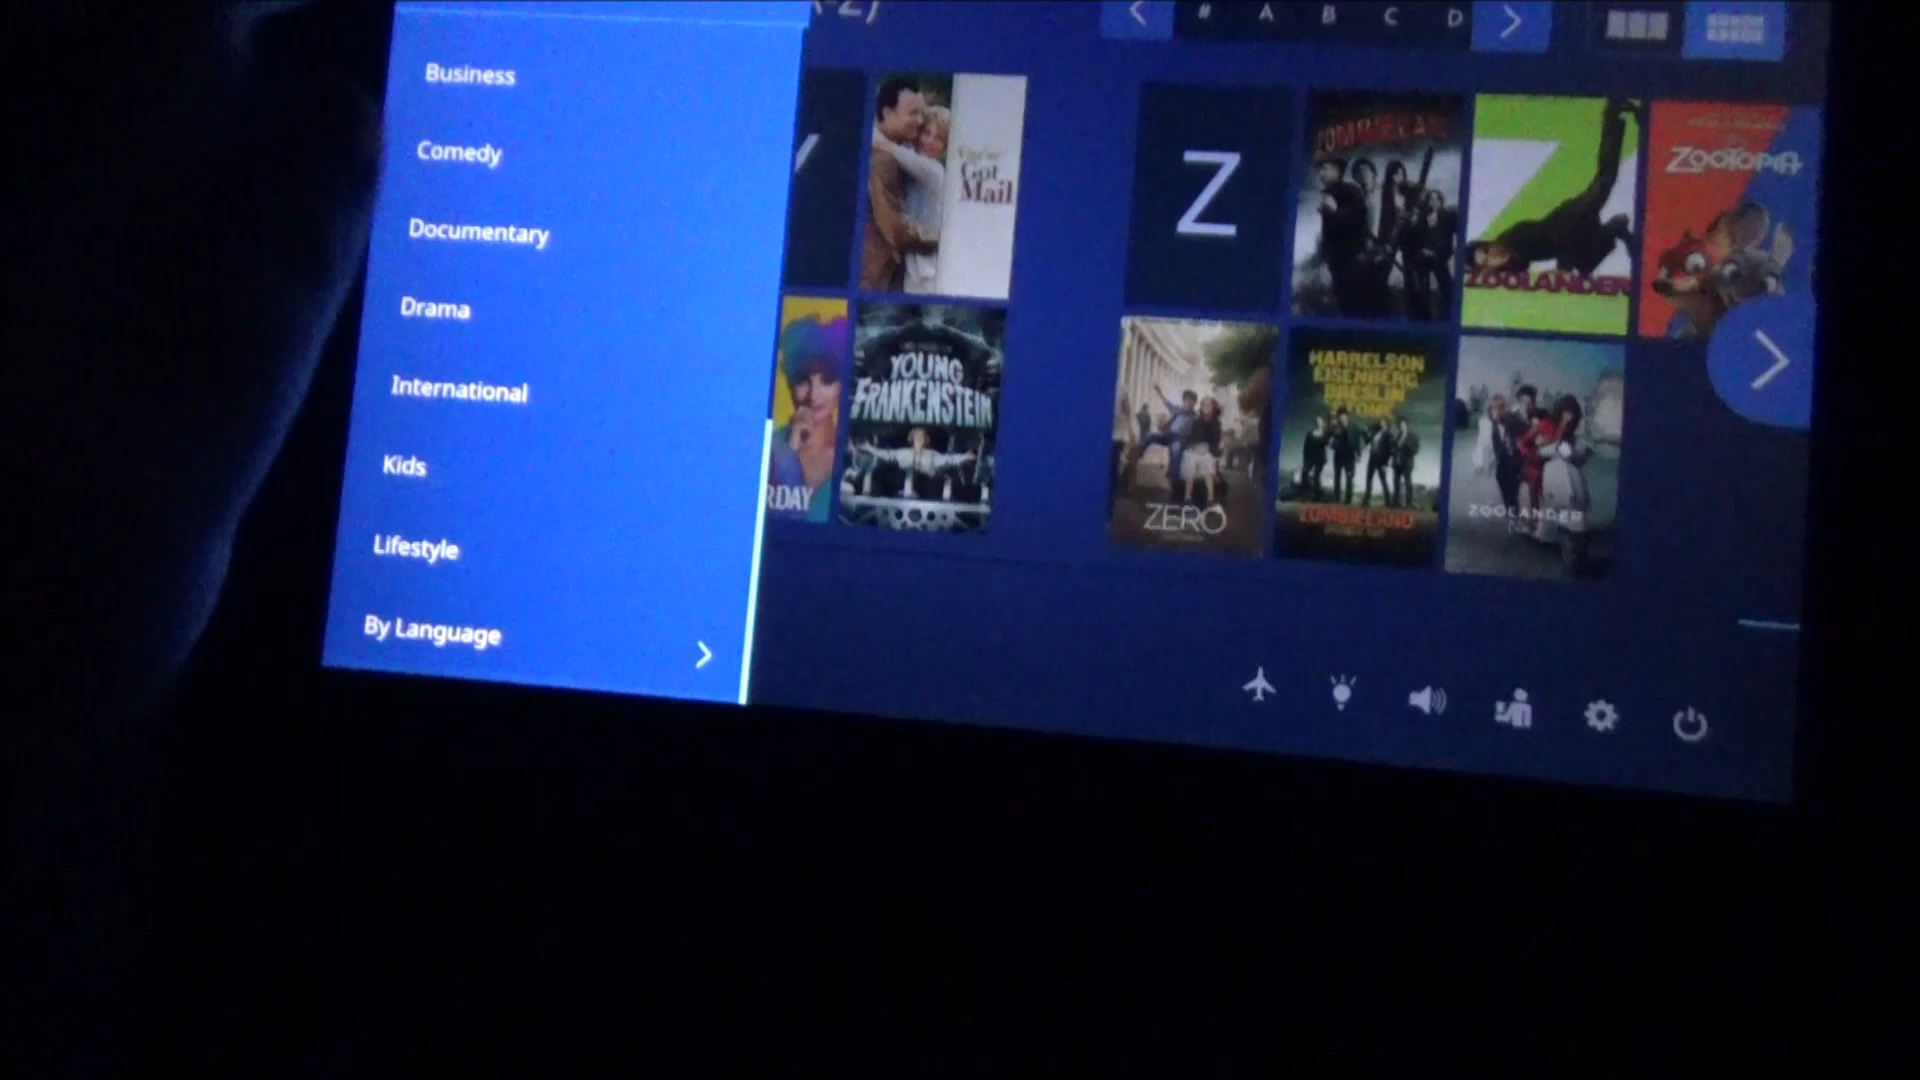 Business
Comedy
Documentary
Drama
International
Kids
Lifestyle
By Language
-Z)
# A B C D
You've
Got
Mail
Z
ZOMBIELAND
ZOOLANDER
ZOOTOPIA
RDAY
YOUNG
FRANKENSTEIN
ZERO
HARRELSON
EISENBERG
BRESLIN
STONE
ZOMBIELAND
ZOOLANDER